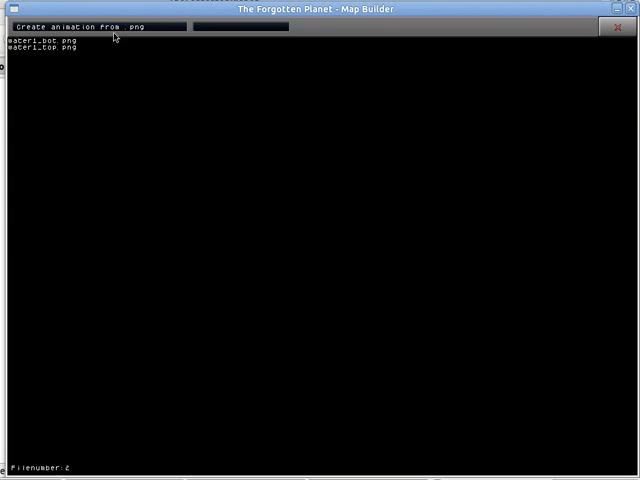 The Forgotten Planet - Map Builder
Create animation from .png
water1_bot.png
water1_top.png
Filenumber:2